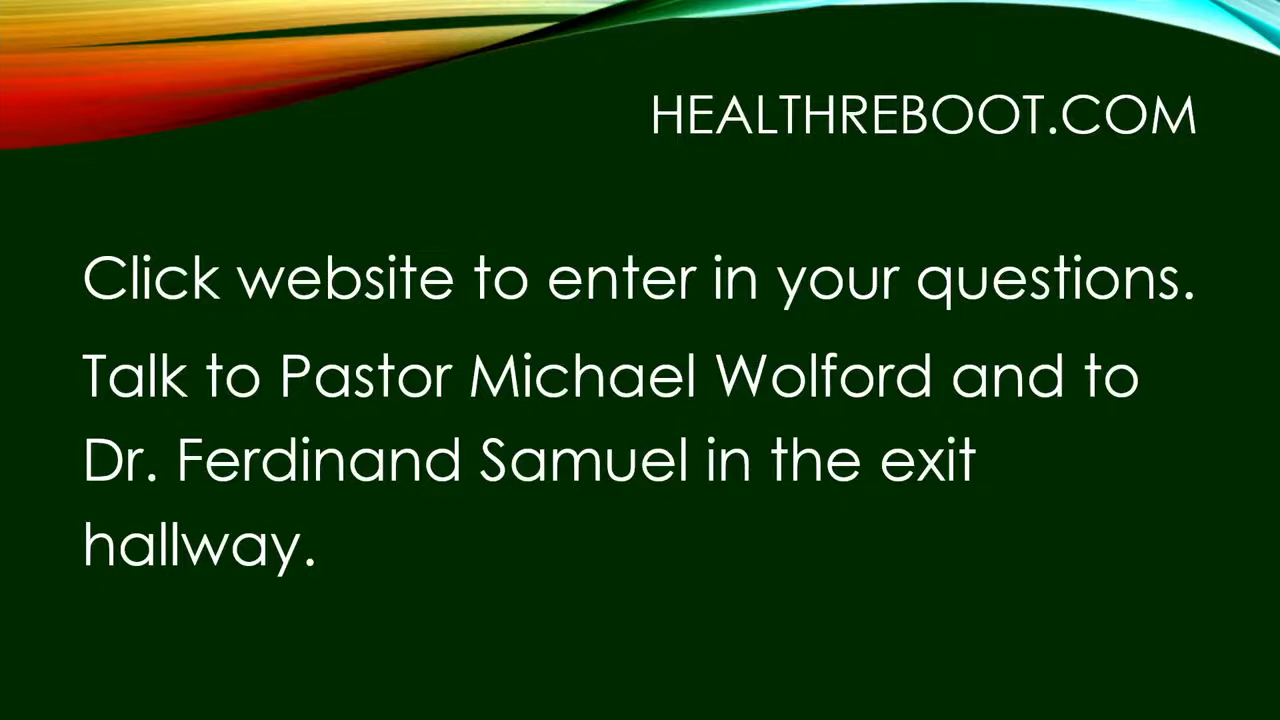 HEALTHREBOOT.COM
Click website to enter in your questions.
Talk to Pastor Michael Wolford and to
Dr. Ferdinand Samuel in the exit
hallway.